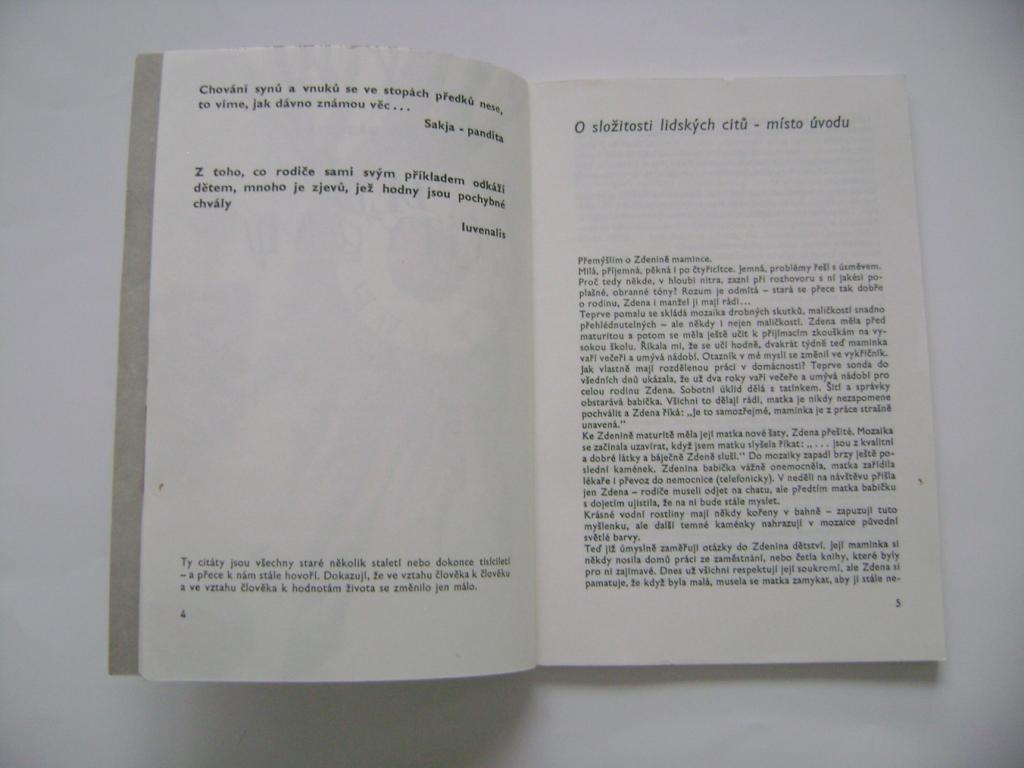 Chování synů a vnuků se ve stopách předků nese,
to víme, jak dávno známou věc . . .
Sakja - pandita
Z toho, co rodiče sami svým příkladem odkáží
dětem, mnoho je zjevů, jež hodny jsou pochybné
chvály
Iuvenalis
Ty citáty jsou všechny staré několik staletí nebo dokonce tisíciletí
– a přece k nám stále hovoří. Dokazují, že ve vztahu člověka k člověku
a ve vztahu člověka k hodnotám života se změnilo jen málo.
4
O složitosti lidských citů - místo úvodu
Přemýšlím o Zdenině mamince.
Milá, příjemná, pěkná i po čtyřicítce. Jemná, problémy řeší s úsměvem.
Proč tedy někde, v hloubi nitra, zazní při rozhovoru s ní jakési po-
plašné, obranné tóny? Rozum je odmítá – stará se přece tak dobře
o rodinu, Zdena i manžel ji mají rádi...
Teprve pomalu se skládá mozaika drobných skutků, maličkostí snadno
přehlédnutelných – ale někdy i nejen maličkostí. Zdena měla před
maturitou a potom se měla ještě učit k přijímacím zkouškám na vy-
sokou školu. Říkala mi, že se učí hodně, dvakrát týdně teď maminka
vaří večeři a umývá nádobí. Otazník v mé mysli se změnil ve vykřičník.
Jak vlastně mají rozdělenou práci v domácnosti? Teprve sonda do
všedních dnů ukázala, že už dva roky vaří večeře a umývá nádobí pro
celou rodinu Zdena. Sobotní úklid dělá s tatínkem. Šití a správky
obstarává babička. Všichni to dělají rádi, matka je nikdy nezapomene
pochválit a Zdena říká: „Je to samozřejmé, maminka je z práce strašně
unavená."
Ke Zdenině maturitě měla její matka nové šaty, Zdena přešité. Mozaika
se začínala uzavírat, když jsem matku slyšela říkat: „. . . jsou z kvalitní
a dobré látky a báječně Zdeně sluší." Do mozaiky zapadl brzy ještě po-
slední kamének. Zdenina babička vážně onemocněla, matka zařídila
lékaře i převoz do nemocnice (telefonicky). V neděli na návštěvu přišla
jen Zdena – rodiče museli odjet na chatu, ale předtím matka babičku
s dojetím ujistila, že na ni bude stále myslet.
Krásné vodní rostliny mají někdy kořeny v bahně – zapuzuji tuto
myšlenku, ale další temné kaménky nahrazují v mozaice původní
světlé barvy.
Teď již úmyslně zaměřuji otázky do Zdenina dětství. Její maminka si
někdy nosila domů práci ze zaměstnání, nebo četla knihy, které byly
pro ni zajímavé. Dnes už všichni respektují její soukromí, ale Zdena si
pamatuje, že když byla malá, musela se matka zamykat, aby ji stále ne-
5